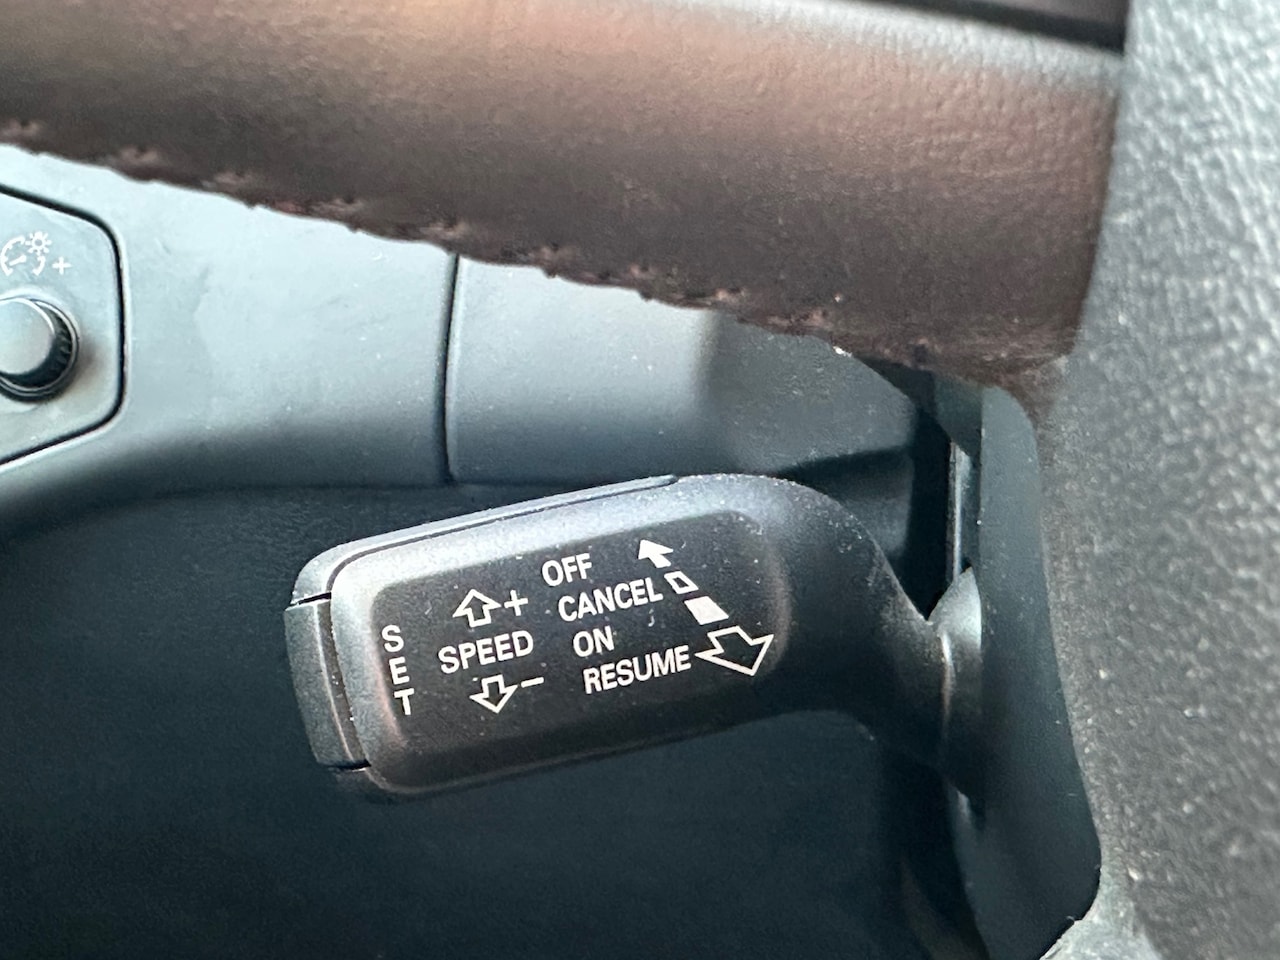 SET
+
SPEED
-
OFF
CANCEL
ON
RESUME